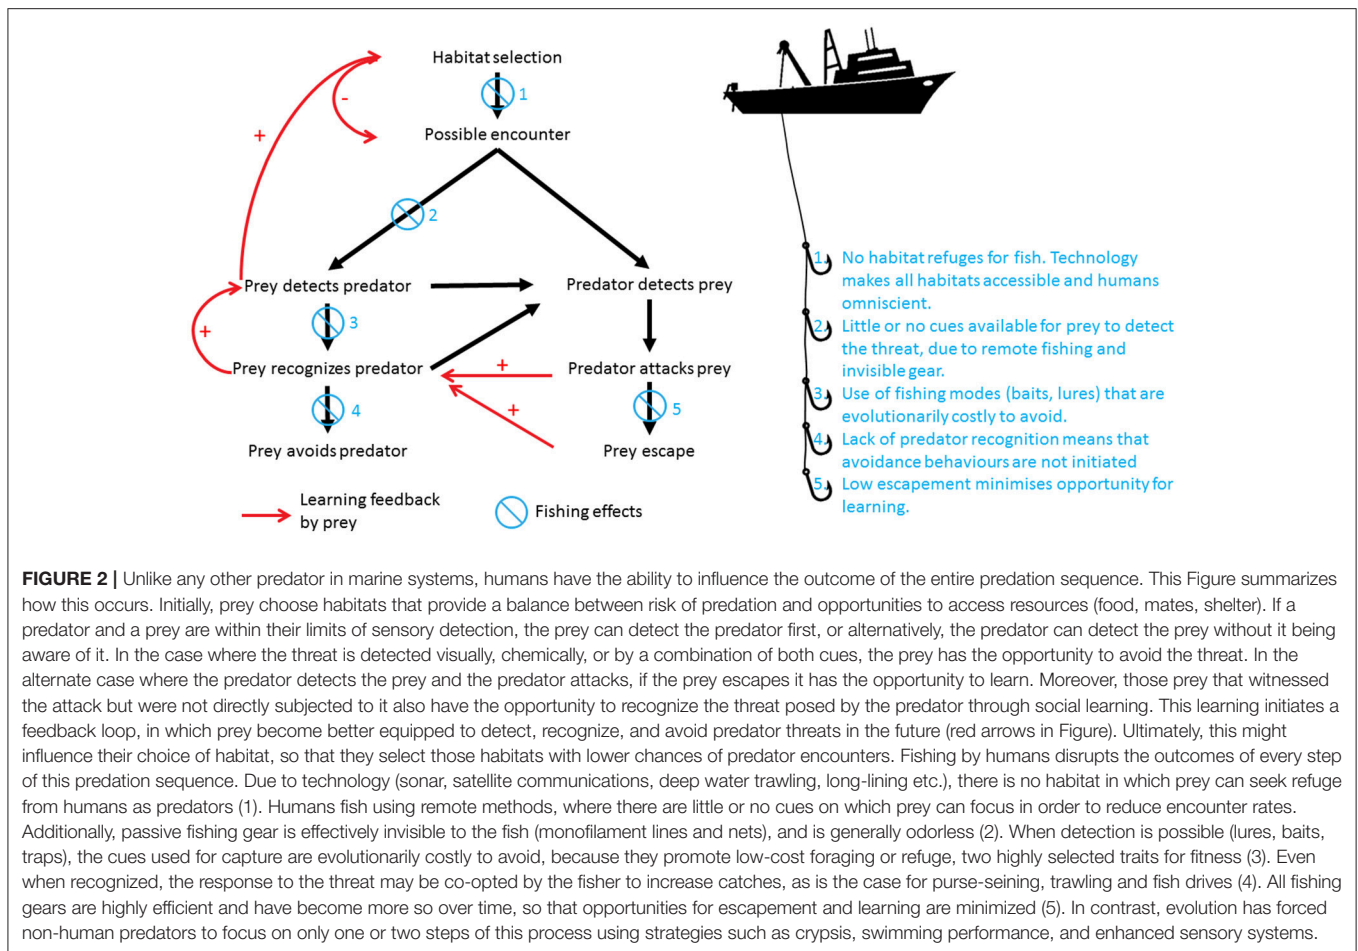 Habitat selection
1
-
+
Possible encounter
2
Prey detects predator
Predator detects prey
3
+
Prey recognizes predator
+
Predator attacks prey
4
+
5
Prey avoids predator
Prey escape
Learning feedback
by prey
Fishing effects
1. No habitat refuges for fish. Technology
makes all habitats accessible and humans
omniscient.
2. Little or no cues available for prey to detect
the threat, due to remote fishing and
invisible gear.
3. Use of fishing modes (baits, lures) that are
evolutionarily costly to avoid.
4. Lack of predator recognition means that
avoidance behaviours are not initiated
5. Low escapement minimises opportunity for
learning.
FIGURE 2 | Unlike any other predator in marine systems, humans have the ability to influence the outcome of the entire predation sequence. This Figure summarizes
how this occurs. Initially, prey choose habitats that provide a balance between risk of predation and opportunities to access resources (food, mates, shelter). If a
predator and a prey are within their limits of sensory detection, the prey can detect the predator first, or alternatively, the predator can detect the prey without it being
aware of it. In the case where the threat is detected visually, chemically, or by a combination of both cues, the prey has the opportunity to avoid the threat. In the
alternate case where the predator detects the prey and the predator attacks, if the prey escapes it has the opportunity to learn. Moreover, those prey that witnessed
the attack but were not directly subjected to it also have the opportunity to recognize the threat posed by the predator through social learning. This learning initiates a
feedback loop, in which prey become better equipped to detect, recognize, and avoid predator threats in the future (red arrows in Figure). Ultimately, this might
influence their choice of habitat, so that they select those habitats with lower chances of predator encounters. Fishing by humans disrupts the outcomes of every step
of this predation sequence. Due to technology (sonar, satellite communications, deep water trawling, long-lining etc.), there is no habitat in which prey can seek refuge
from humans as predators (1). Humans fish using remote methods, where there are little or no cues on which prey can focus in order to reduce encounter rates.
Additionally, passive fishing gear is effectively invisible to the fish (monofilament lines and nets), and is generally odorless (2). When detection is possible (lures, baits,
traps), the cues used for capture are evolutionarily costly to avoid, because they promote low-cost foraging or refuge, two highly selected traits for fitness (3). Even
when recognized, the response to the threat may be co-opted by the fisher to increase catches, as is the case for purse-seining, trawling and fish drives (4). All fishing
gears are highly efficient and have become more so over time, so that opportunities for escapement and learning are minimized (5). In contrast, evolution has forced
non-human predators to focus on only one or two steps of this process using strategies such as crypsis, swimming performance, and enhanced sensory systems.